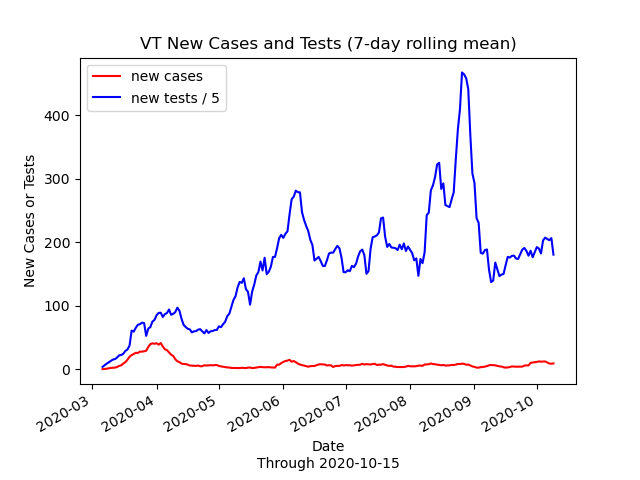 VT New Cases and Tests (7-day rolling mean)
new cases
new tests / 5
New Cases or Tests
400
300
200
100
0
2020-03
2020-04
2020-05
2020-06
2020-07
2020-08
2020-09
2020-10
Date
Through 2020-10-15